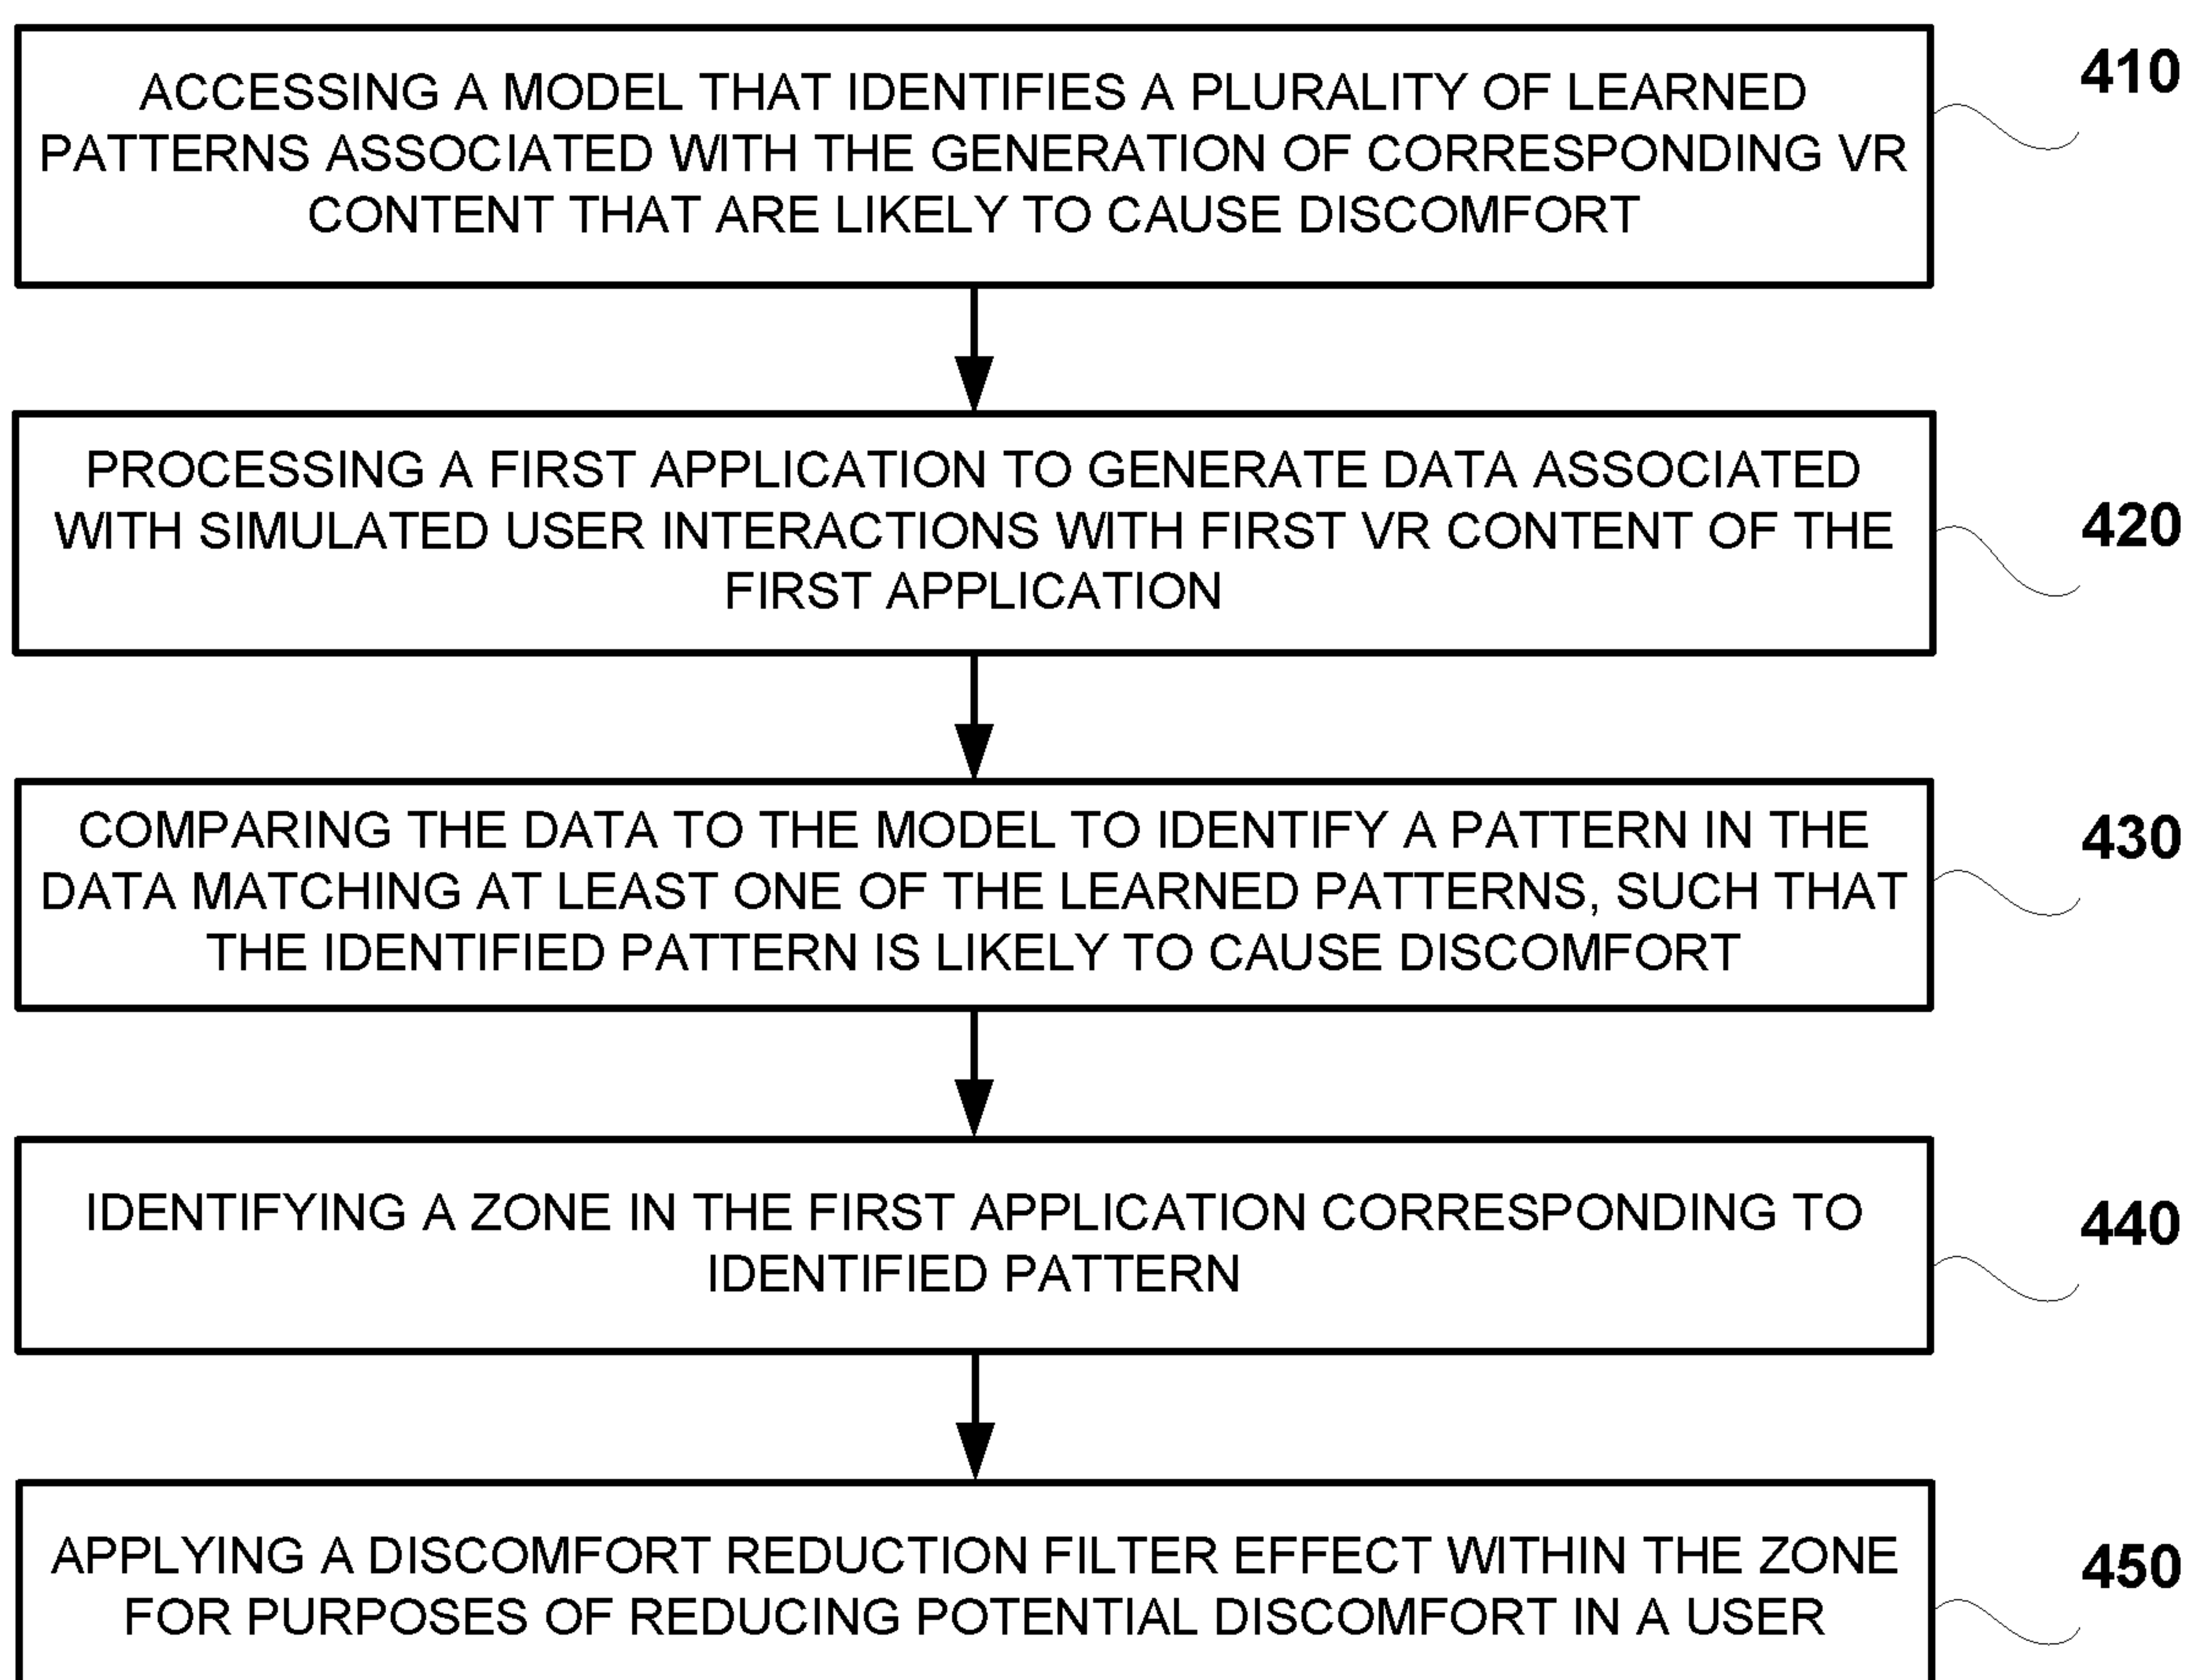 ACCESSING A MODEL THAT IDENTIFIES A PLURALITY OF LEARNED
PATTERNS ASSOCIATED WITH THE GENERATION OF CORRESPONDING VR
CONTENT THAT ARE LIKELY TO CAUSE DISCOMFORT
410
PROCESSING A FIRST APPLICATION TO GENERATE DATA ASSOCIATED
WITH SIMULATED USER INTERACTIONS WITH FIRST VR CONTENT OF THE
FIRST APPLICATION
420
COMPARING THE DATA TO THE MODEL TO IDENTIFY A PATTERN IN THE
DATA MATCHING AT LEAST ONE OF THE LEARNED PATTERNS, SUCH THAT
THE IDENTIFIED PATTERN IS LIKELY TO CAUSE DISCOMFORT
430
IDENTIFYING A ZONE IN THE FIRST APPLICATION CORRESPONDING TO
IDENTIFIED PATTERN
440
APPLYING A DISCOMFORT REDUCTION FILTER EFFECT WITHIN THE ZONE
FOR PURPOSES OF REDUCING POTENTIAL DISCOMFORT IN A USER
450